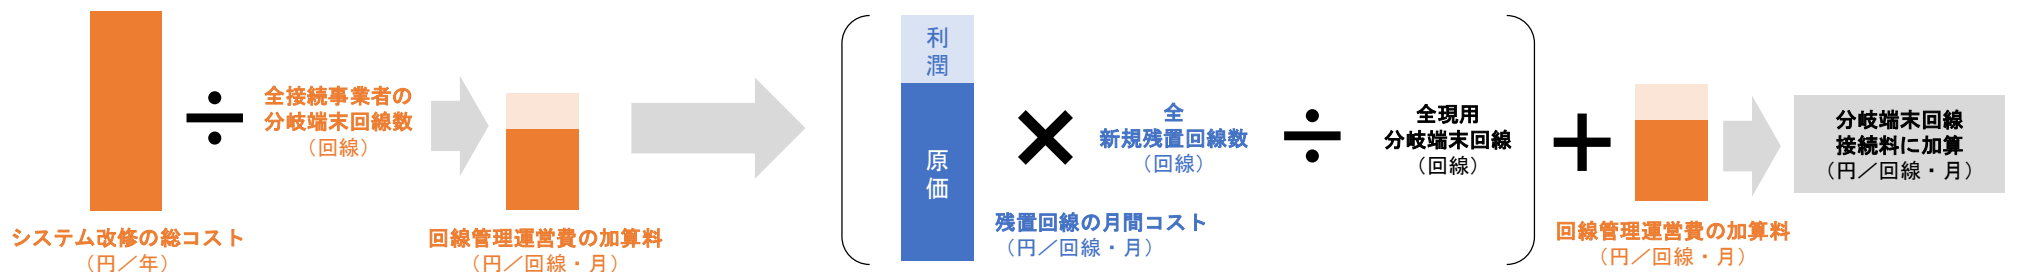 ÷
全接続事業者の
分岐端末回線数
（回線）
システム改修の総コスト
（円／年）
回線管理運営費の加算料
（円／回線・月）
利
潤
原
価
残置回線の月間コスト
（円／回線・月）
×
全
新規残置回線数
（回線）
÷
全現用
分岐端末回線
（回線）
＋
回線管理運営費の加算料
（円／回線・月）
分岐端末回線
接続料に加算
（円／回線・月）